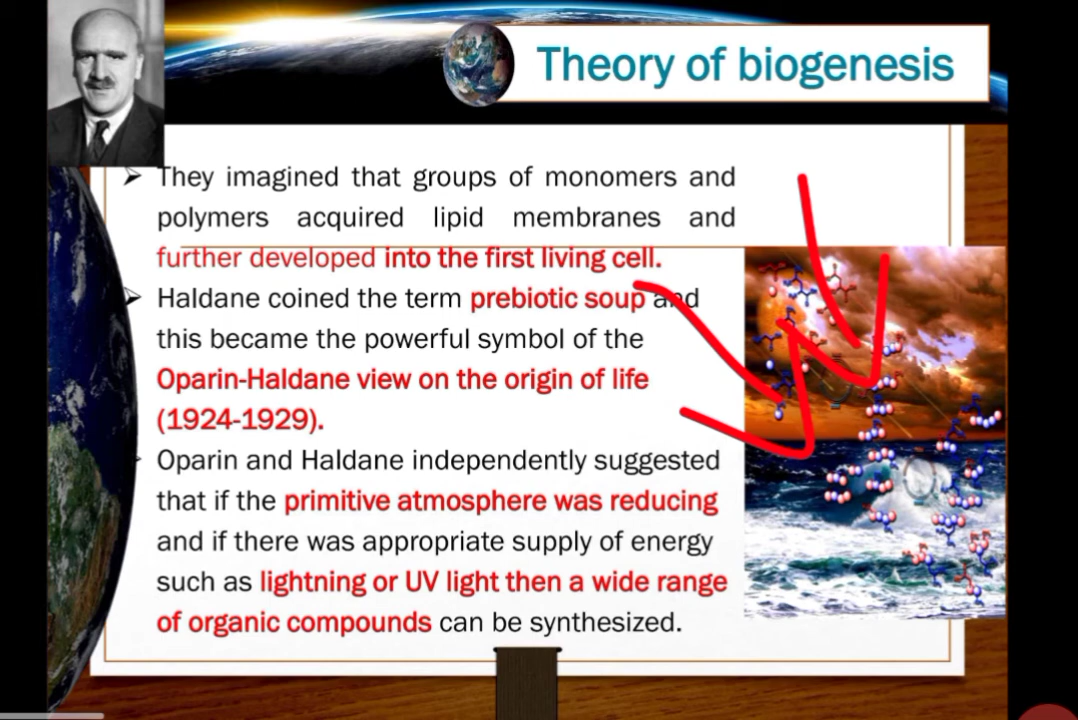 Theory of biogenesis
They imagined that groups of monomers and
polymers acquired lipid membranes and
further developed into the first living cell.
Haldane coined the term prebiotic soup and
this became the powerful symbol of the
Oparin-Haldane view on the origin of life
(1924-1929).
Oparin and Haldane independently suggested
that if the primitive atmosphere was reducing
and if there was appropriate supply of energy
such as lightning or UV light then a wide range
of organic compounds can be synthesized.